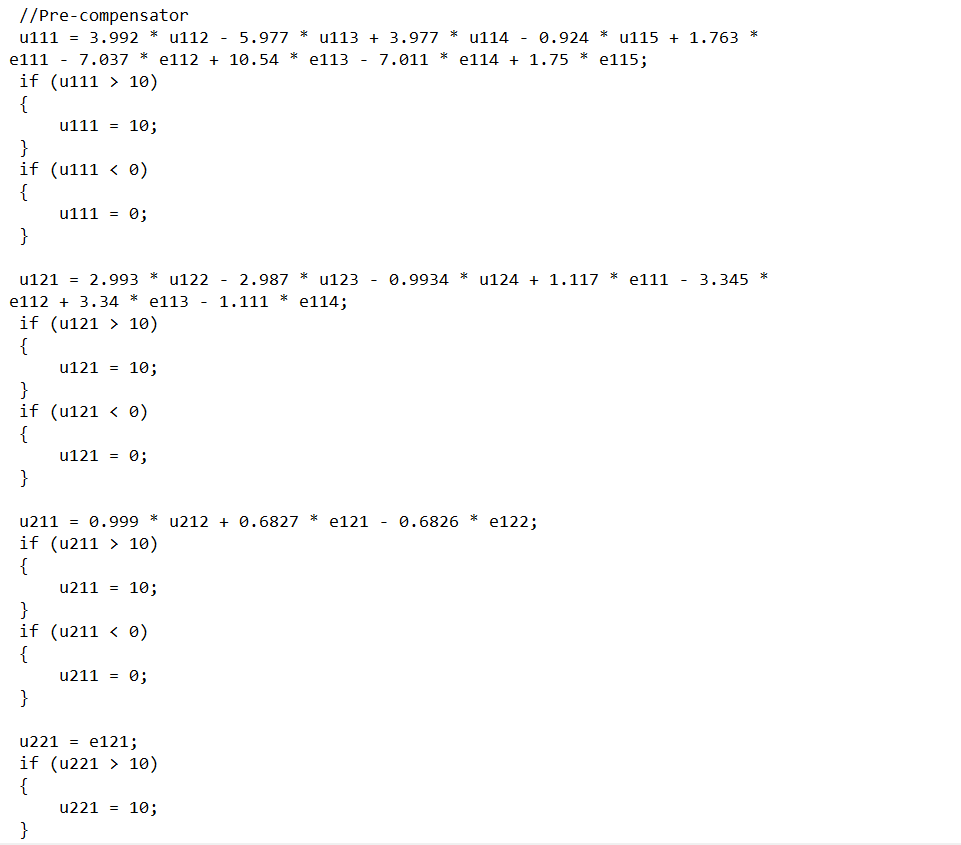 //Pre-compensator
u111 = 3.992 * u112 - 5.977 * u113 + 3.977 * u114 - 0.924 * u115 + 1.763 *
e111 - 7.037 * e112 + 10.54 * e113 - 7.011 * e114 + 1.75 * e115;
if (u111 > 10)
{
u111 = 10;
}
if (u111 < 0)
{
u111 = 0;
}
u121 = 2.993 * u122 - 2.987 * u123 - 0.9934 * u124 + 1.117 * e111 - 3.345 *
e112 + 3.34 * e113 - 1.111 * e114;
if (u121 > 10)
{
u121 = 10;
}
if (u121 < 0)
{
u121 = 0;
}
u211 = 0.999 * u212 + 0.6827 * e121 - 0.6826 * e122;
if (u211 > 10)
{
u211 = 10;
}
if (u211 < 0)
{
u211 = 0;
}
u221 = e121;
if (u221 > 10)
{
u221 = 10;
}